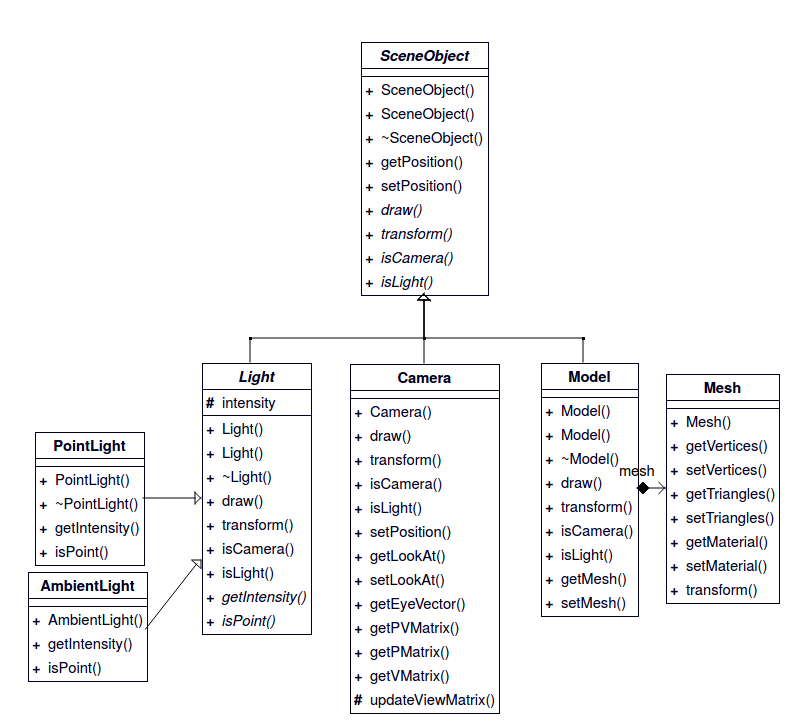 SceneObject
+ SceneObject()
+ SceneObject()
+ ~SceneObject()
+ getPosition()
+ setPosition()
+ draw()
+ transform()
+ isCamera()
+ isLight()
Light
# intensity
+ Light()
+ Light()
+ ~Light()
+ draw()
+ transform()
+ isCamera()
+ isLight()
+ getIntensity()
+ isPoint()
Camera
+ Camera()
+ draw()
+ transform()
+ isCamera()
+ isLight()
+ setPosition()
+ getLookAt()
+ setLookAt()
+ getEyeVector()
+ getPVMatrix()
+ getPMatrix()
+ getVMatrix()
# updateViewMatrix()
Model
+ Model()
+ Model()
+ ~Model()
+ draw()
+ transform()
+ isCamera()
+ isLight()
+ getMesh()
+ setMesh()
mesh
Mesh
+ Mesh()
+ getVertices()
+ setVertices()
+ getTriangles()
+ setTriangles()
+ getMaterial()
+ setMaterial()
+ transform()
PointLight
+ PointLight()
+ ~PointLight()
+ getIntensity()
+ isPoint()
AmbientLight
+ AmbientLight()
+ getIntensity()
+ isPoint()